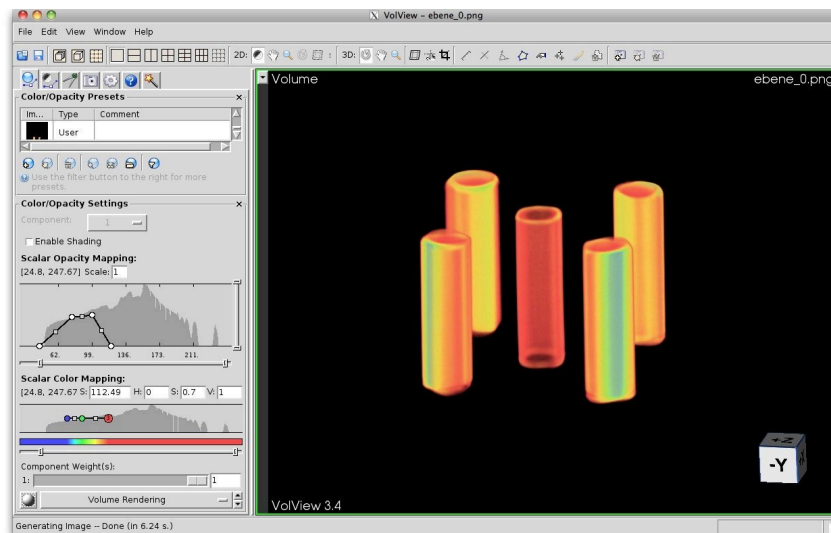 VolView - ebene_0.png
File Edit View Window Help
2D:
3D:
Color/Opacity Presets
Im... Type Comment
User
Use the filter button to the right for more
presets.
Color/Opacity Settings
Component: 1
Enable Shading
Scalar Opacity Mapping:
[24.8, 247.67] Scale: 1
62. 99. 136. 173. 211.
Scalar Color Mapping:
[24.8, 247.67 S: 112.49 H: 0 S: 0.7 V: 1
Component Weight(s):
1: 1
Volume Rendering
Generating Image -- Done (in 6.24 s.)
Volume
ebene_0.png
+Z
-Y
VolView 3.4